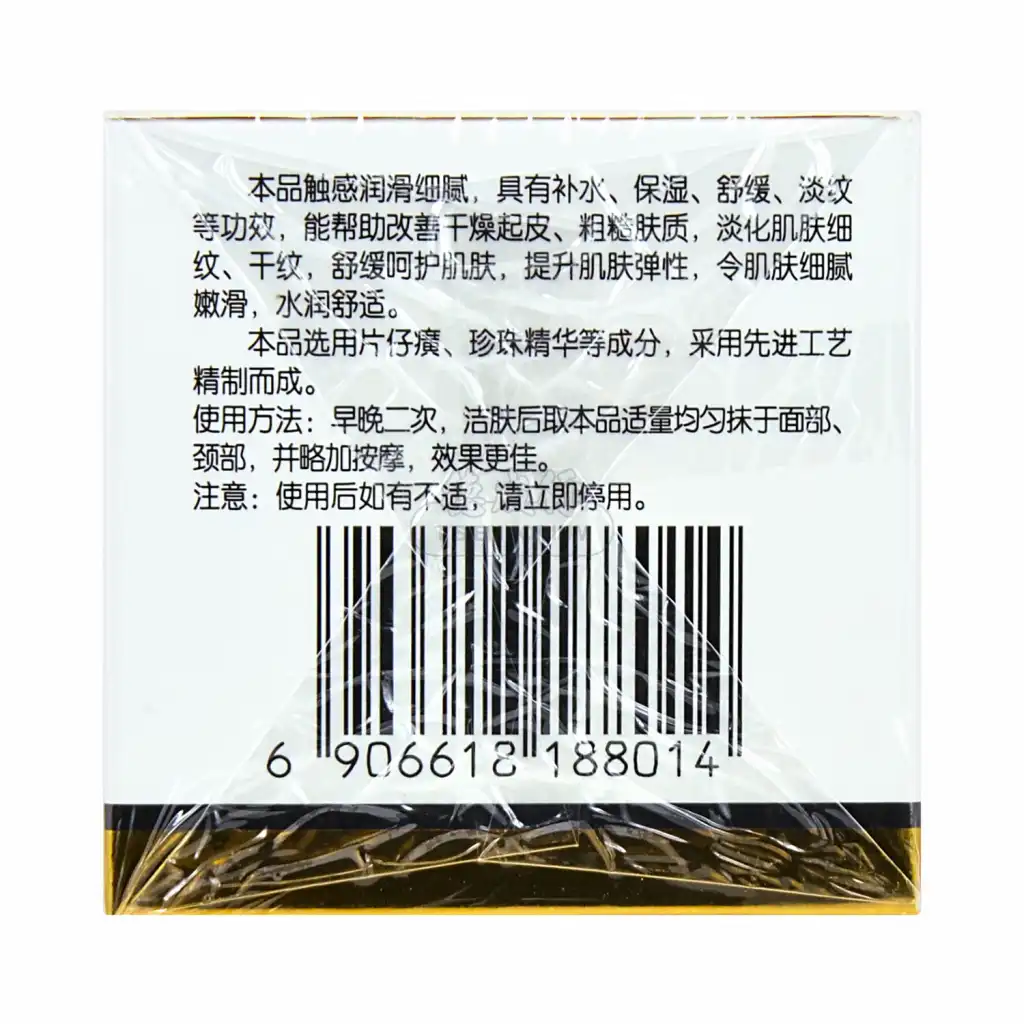 本品触感润滑细腻，具有补水、保湿、舒缓、淡纹
等功效，能帮助改善干燥起皮、粗糙肤质，淡化肌肤细
纹、干纹，舒缓呵护肌肤，提升肌肤弹性，令肌肤细腻
嫩滑，水润舒适。
本品选用片仔癀、珍珠精华等成分，采用先进工艺
精制而成。
使用方法：早晚二次，洁肤后取本品适量均匀抹于面部、
颈部，并略加按摩，效果更佳。
注意：使用后如有不适，请立即停用。
6 906618 188014